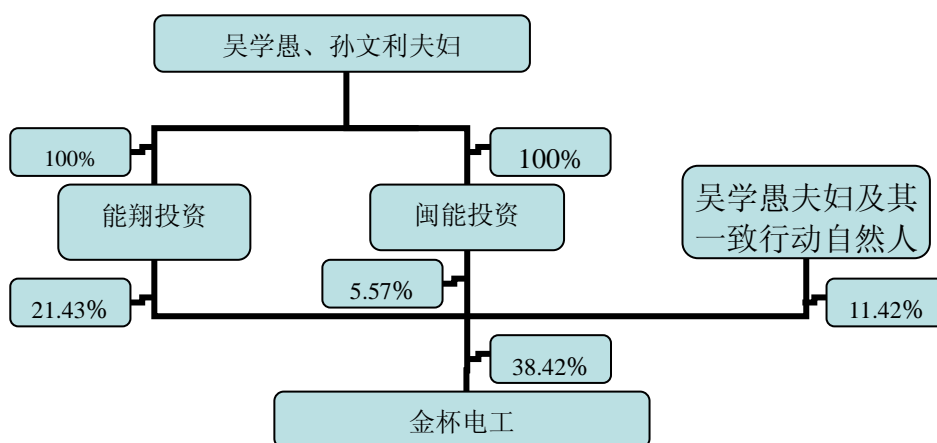 吴学愚、孙文利夫妇
100%
100%
能翔投资
闽能投资
吴学愚夫妇及其
一致行动自然人
21.43%
5.57%
11.42%
38.42%
金杯电工